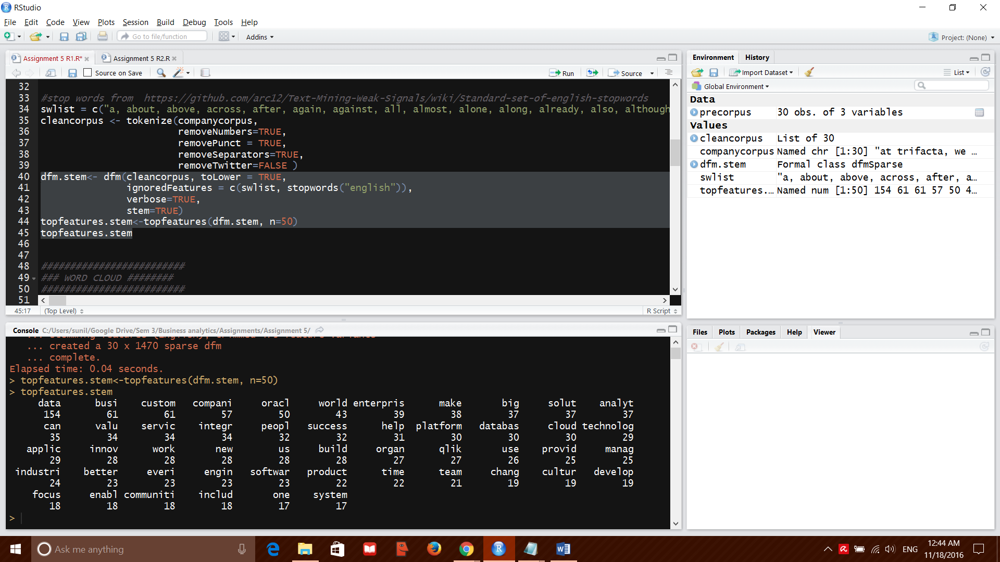 RStudio
File Edit Code View Plots Session Build Debug Tools Help
Go to file/function Addins Project: (None)
Assignment 5 R1.R* Assignment 5 R2.R
Source on Save Run Source
32
33 #stop words from  https://github.com/arc12/Text-Mining-Weak-Signals/wiki/Standard-set-of-english-stopwords
34 swlist = c("a, about, above, across, after, again, against, all, almost, alone, along, already, also, although
35 cleancorpus <- tokenize(companycorpus,
36 removeNumbers=TRUE,
37 removePunct = TRUE,
38 removeSeparators=TRUE,
39 removeTwitter=FALSE )
40 dfm.stem<- dfm(cleancorpus, toLower = TRUE,
41 ignoredFeatures = c(swlist, stopwords("english")),
42 verbose=TRUE,
43 stem=TRUE)
44 topfeatures.stem<-topfeatures(dfm.stem, n=50)
45 topfeatures.stem
46
47
48 #########################
49 ### WORD CLOUD ########
50 #########################
51
45:17 (Top Level) R Script
Console C:/Users/sunil/Google Drive/Sem 3/Business analytics/Assignments/Assignment 5/
... created a 30 x 1470 sparse dfm
... complete.
Elapsed time: 0.04 seconds.
> topfeatures.stem<-topfeatures(dfm.stem, n=50)
> topfeatures.stem
data busi custom compani oracl world enterpris make big solut analyt
154 61 61 57 50 43 39 38 37 37 37
can valu servic integr peopl success help platform databas cloud technolog
35 34 34 34 32 32 31 30 30 30 29
applic innov work new us build organ qlik use provid manag
29 28 28 28 28 28 27 27 26 25 25
industri better everi engin softwar product time team chang cultur develop
24 23 23 23 23 22 22 21 19 19 19
focus enabl communiti includ one system
18 18 18 18 17 17
>
Environment History
Import Dataset List
Global Environment
Data
precorpus 30 obs. of 3 variables
Values
cleancorpus List of 30
companycorpus Named chr [1:30] "at trifacta, we …
dfm.stem Formal class dfmSparse
swlist "a, about, above, across, after, a…
topfeatures.… Named num [1:50] 154 61 61 57 50 4…
Files Plots Packages Help Viewer
Ask me anything
ENG
12:44 AM
11/18/2016